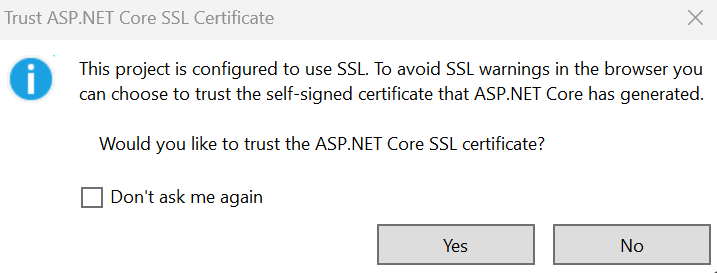 Trust ASP.NET Core SSL Certificate
This project is configured to use SSL. To avoid SSL warnings in the browser you
can choose to trust the self-signed certificate that ASP.NET Core has generated.
Would you like to trust the ASP.NET Core SSL certificate?
Don't ask me again
Yes No